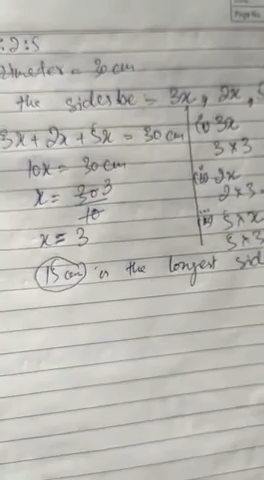 :2:5
= 30 cm
the sides be = 3x, 2x,
3x + 2x + 5x = 30 cm
10x = 30 cm
x = 30 3
10
x = 3
(i) 3x
3 × 3
(ii) 2x
2 × 3
(iii) 5 × x
5 × 3
15 cm is the longest sid